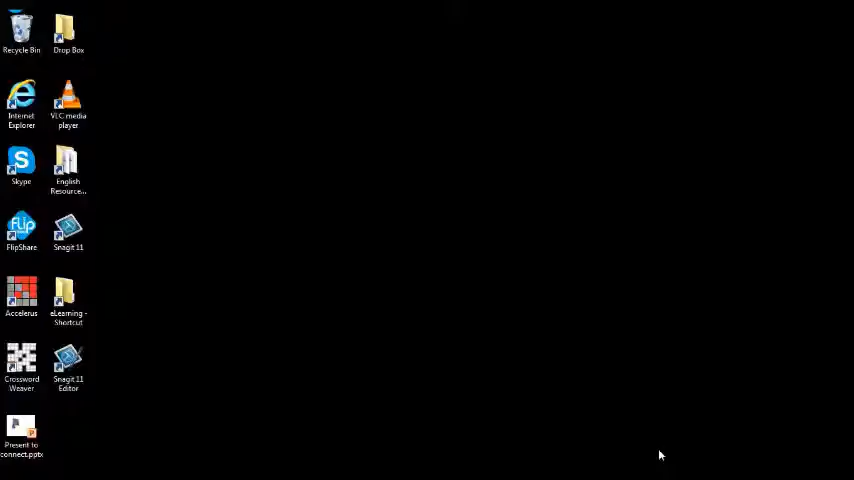 Recycle Bin
Drop Box
Internet
Explorer
VLC media
player
S
Skype
English
Resource...
Flip
FlipShare
Snagit 11
Accelerus
eLearning -
Shortcut
Crossword
Weaver
Snagit 11
Editor
P
Present to
connect.pptx